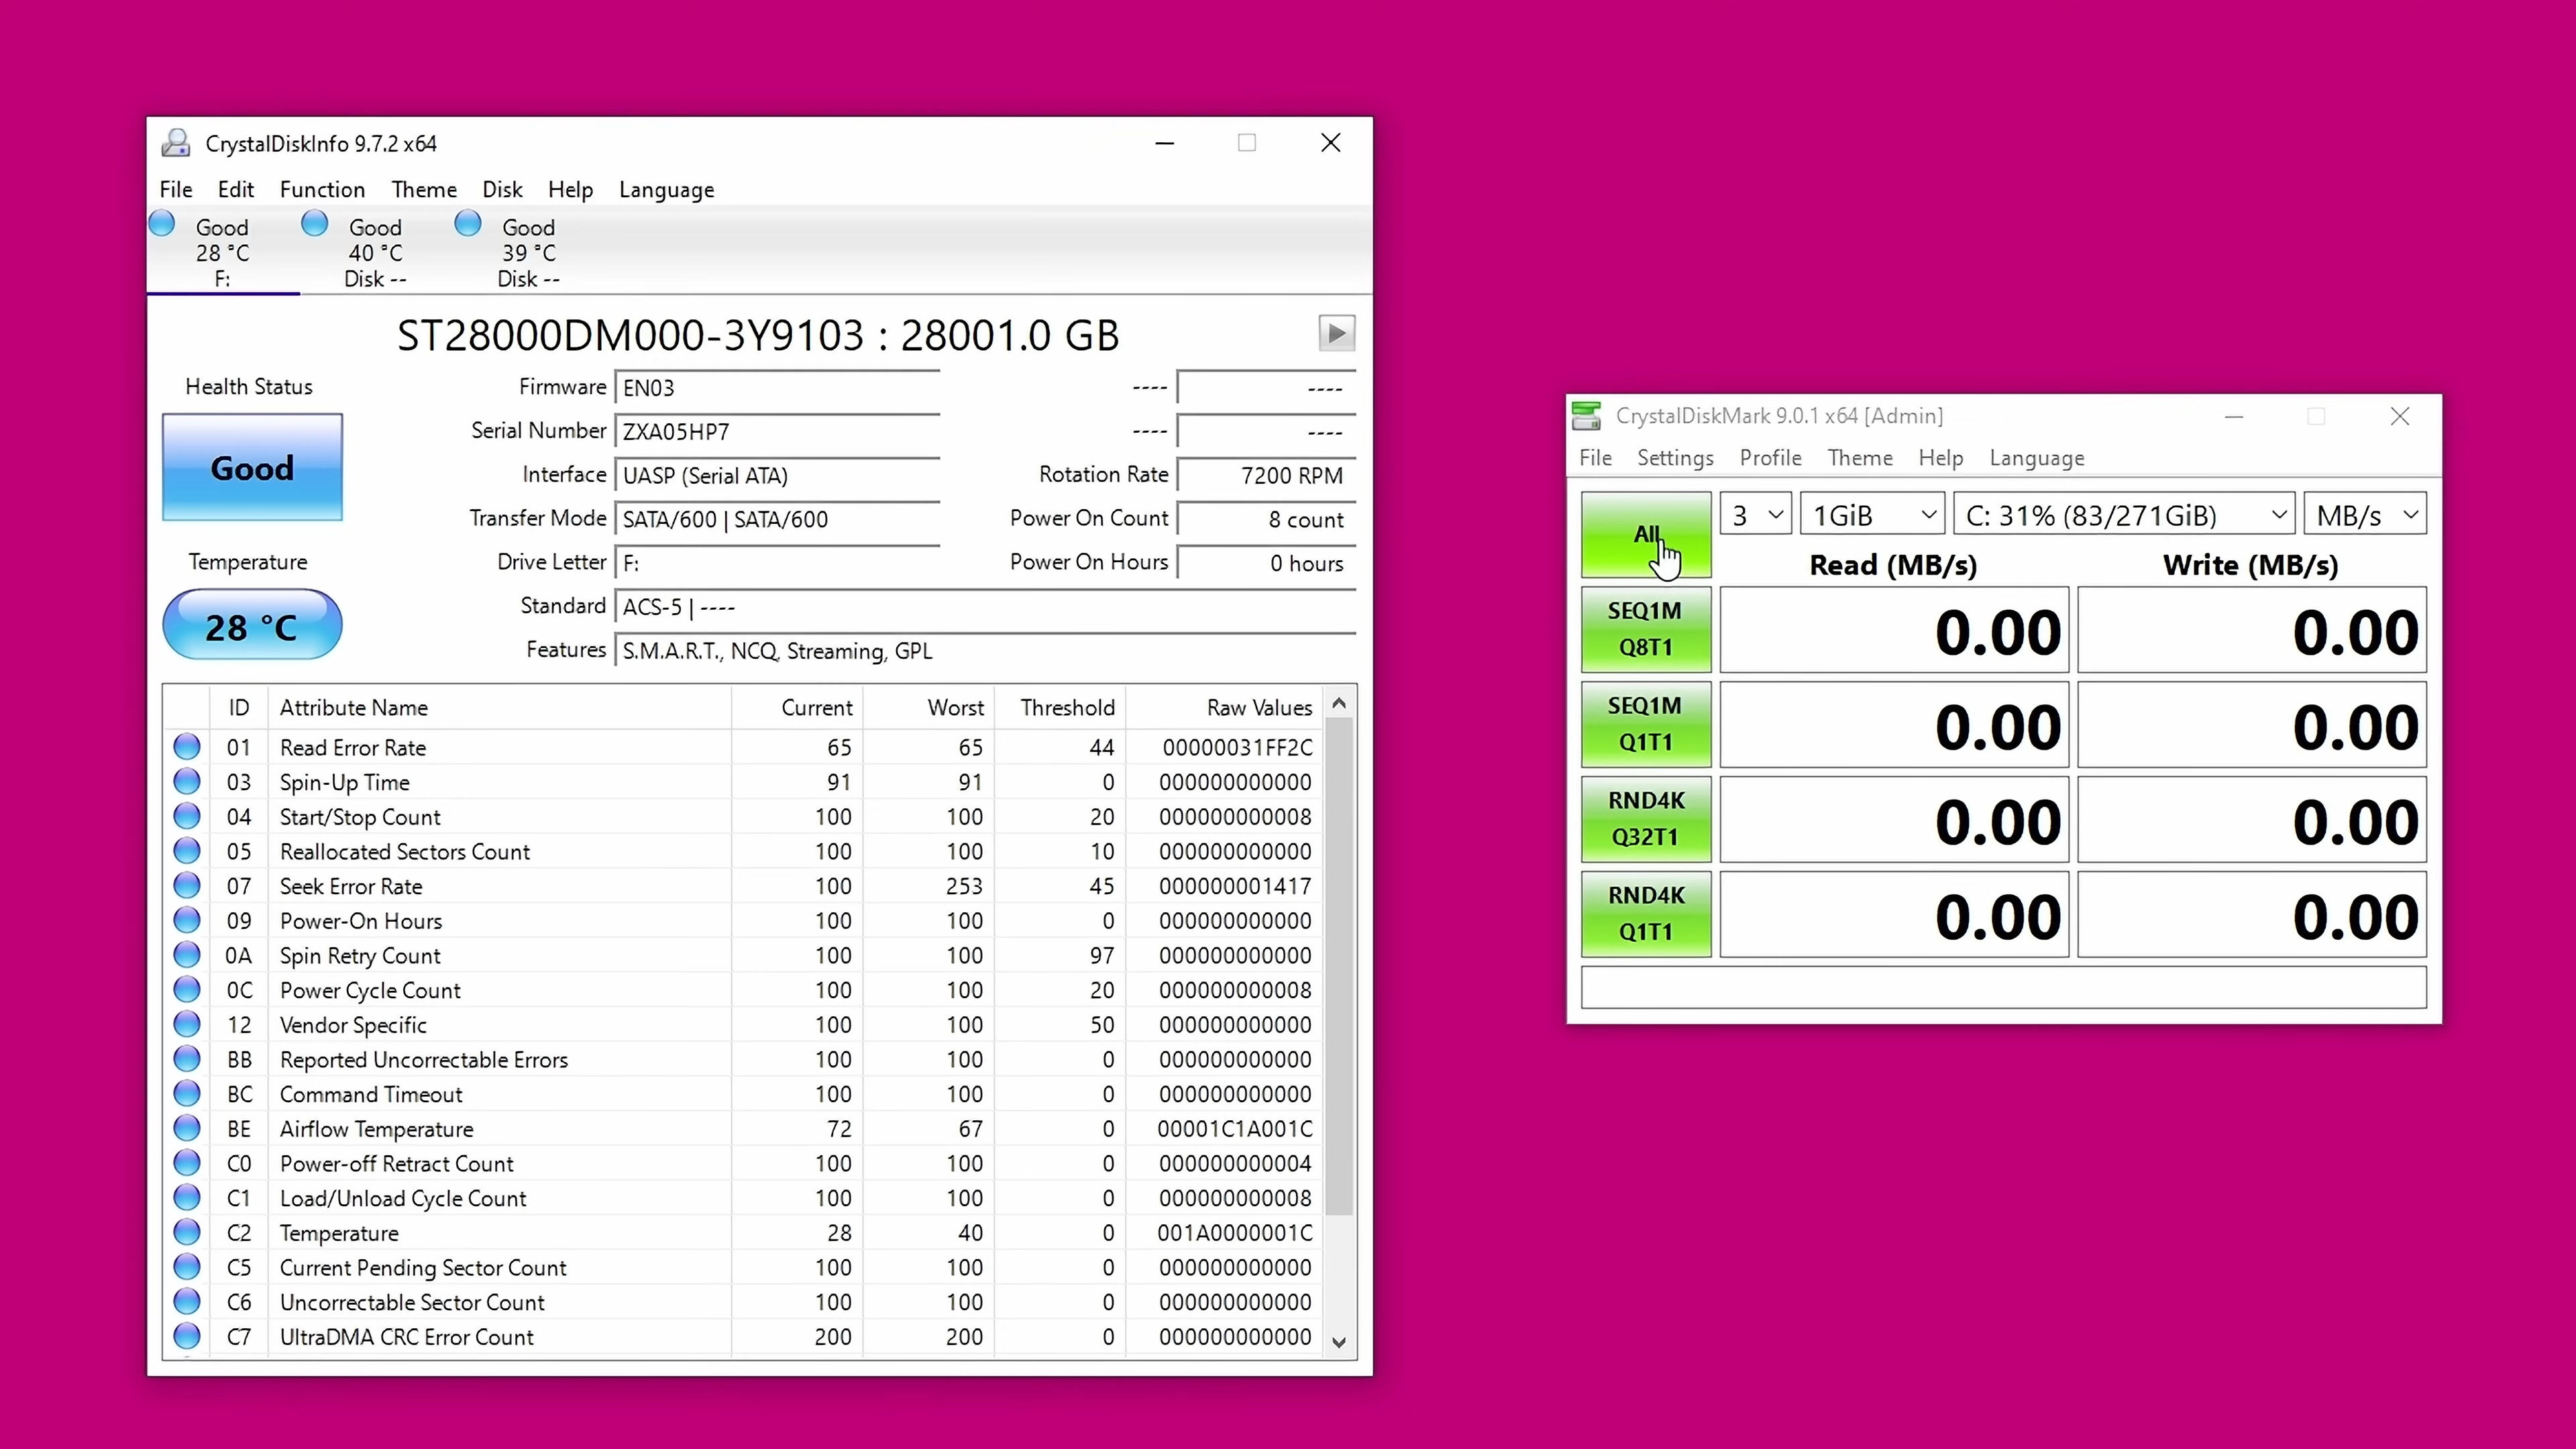 CrystalDiskInfo 9.7.2 x64
File Edit Function Theme Disk Help Language
Good Good Good
28 °C 40 °C 39 °C
F: Disk -- Disk --
ST28000DM000-3Y9103 : 28001.0 GB
Health Status
Good
Temperature
28 °C
Firmware EN03 ---- ----
Serial Number ZXA05HP7 ---- ----
Interface UASP (Serial ATA) Rotation Rate 7200 RPM
Transfer Mode SATA/600 | SATA/600 Power On Count 8 count
Drive Letter F: Power On Hours 0 hours
Standard ACS-5 | ----
Features S.M.A.R.T., NCQ, Streaming, GPL
ID Attribute Name Current Worst Threshold Raw Values
01 Read Error Rate 65 65 44 00000031FF2C
03 Spin-Up Time 91 91 0 000000000000
04 Start/Stop Count 100 100 20 000000000008
05 Reallocated Sectors Count 100 100 10 000000000000
07 Seek Error Rate 100 253 45 000000001417
09 Power-On Hours 100 100 0 000000000000
0A Spin Retry Count 100 100 97 000000000000
0C Power Cycle Count 100 100 20 000000000008
12 Vendor Specific 100 100 50 000000000000
BB Reported Uncorrectable Errors 100 100 0 000000000000
BC Command Timeout 100 100 0 000000000000
BE Airflow Temperature 72 67 0 00001C1A001C
C0 Power-off Retract Count 100 100 0 000000000004
C1 Load/Unload Cycle Count 100 100 0 000000000008
C2 Temperature 28 40 0 001A0000001C
C5 Current Pending Sector Count 100 100 0 000000000000
C6 Uncorrectable Sector Count 100 100 0 000000000000
C7 UltraDMA CRC Error Count 200 200 0 000000000000
CrystalDiskMark 9.0.1 x64 [Admin]
File Settings Profile Theme Help Language
All 3 1GiB C: 31% (83/271GiB) MB/s
Read (MB/s) Write (MB/s)
SEQ1M
Q8T1 0.00 0.00
SEQ1M
Q1T1 0.00 0.00
RND4K
Q32T1 0.00 0.00
RND4K
Q1T1 0.00 0.00